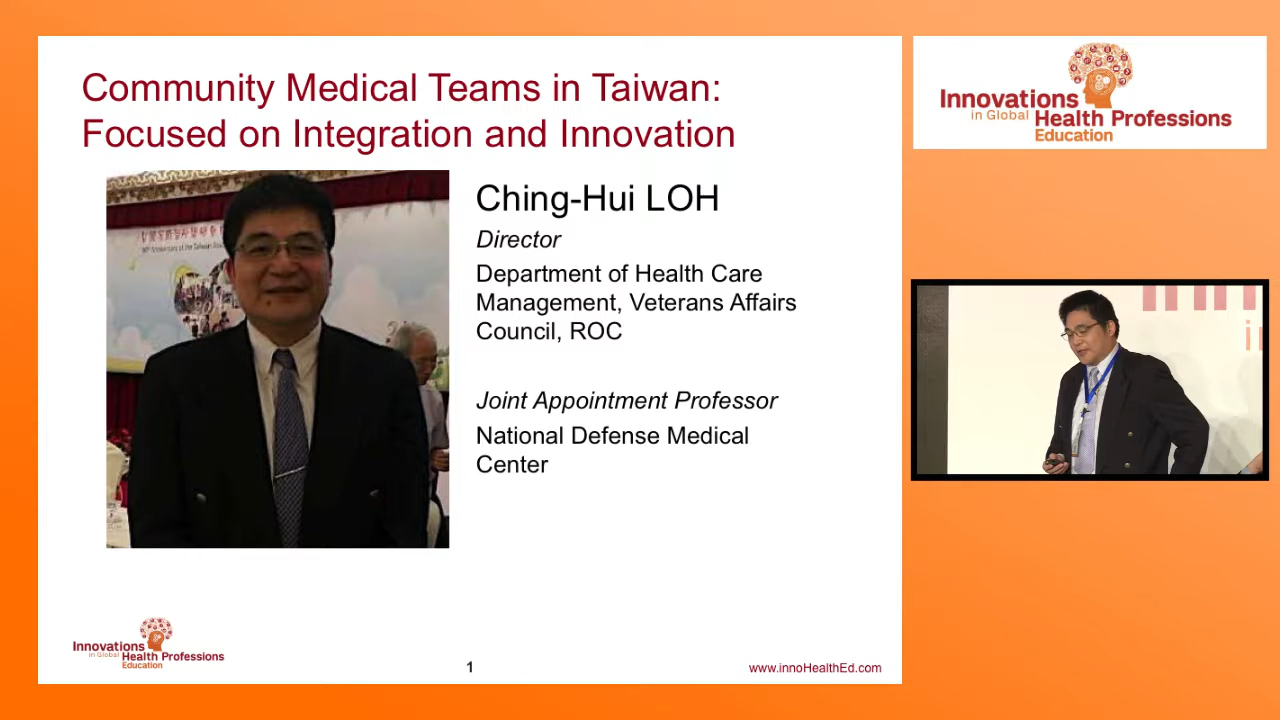 Community Medical Teams in Taiwan:
Focused on Integration and Innovation
Ching-Hui LOH
Director
Department of Health Care
Management, Veterans Affairs
Council, ROC
Joint Appointment Professor
National Defense Medical
Center
Innovations
in Global Health Professions
Education
1
www.innoHealthEd.com
Innovations
in Global Health Professions
Education